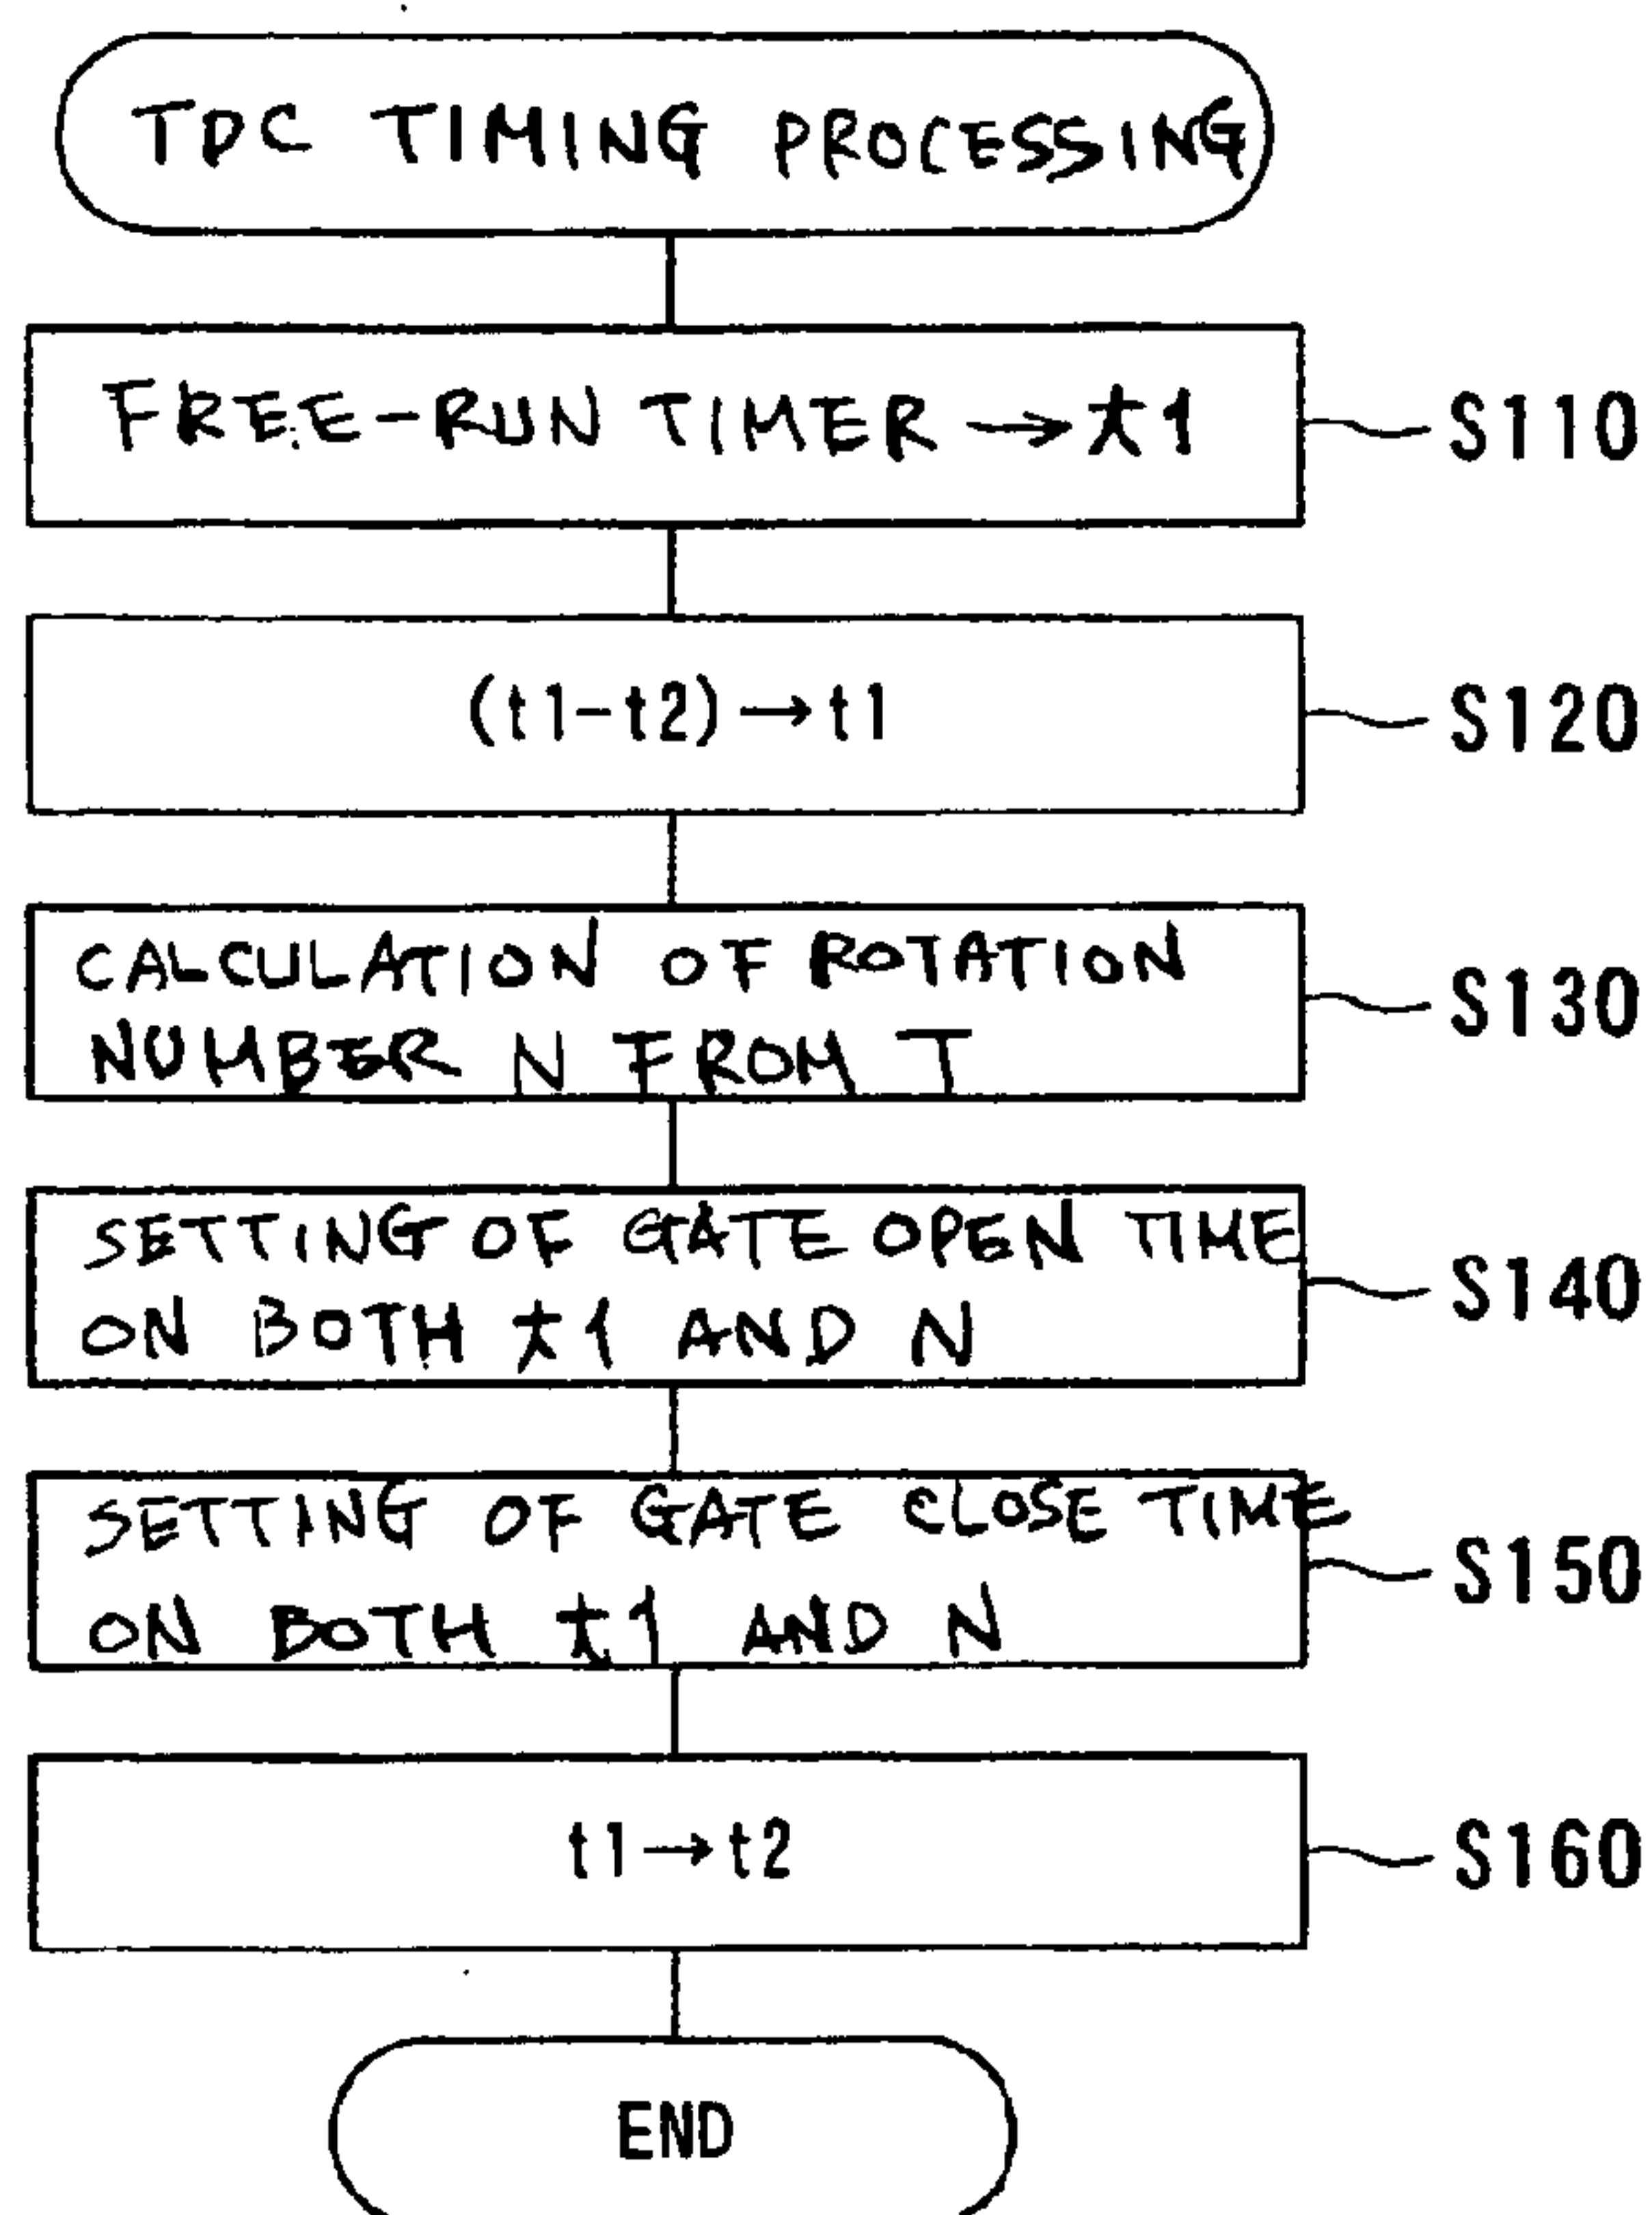 TDC TIMING PROCESSING
FREE-RUN TIMER → t1 S110
(t1-t2)→t1 S120
CALCULATION OF ROTATION
NUMBER N FROM T S130
SETTING OF GATE OPEN TIME
ON BOTH t1 AND N S140
SETTING OF GATE CLOSE TIME
ON BOTH t1 AND N S150
t1→t2 S160
END